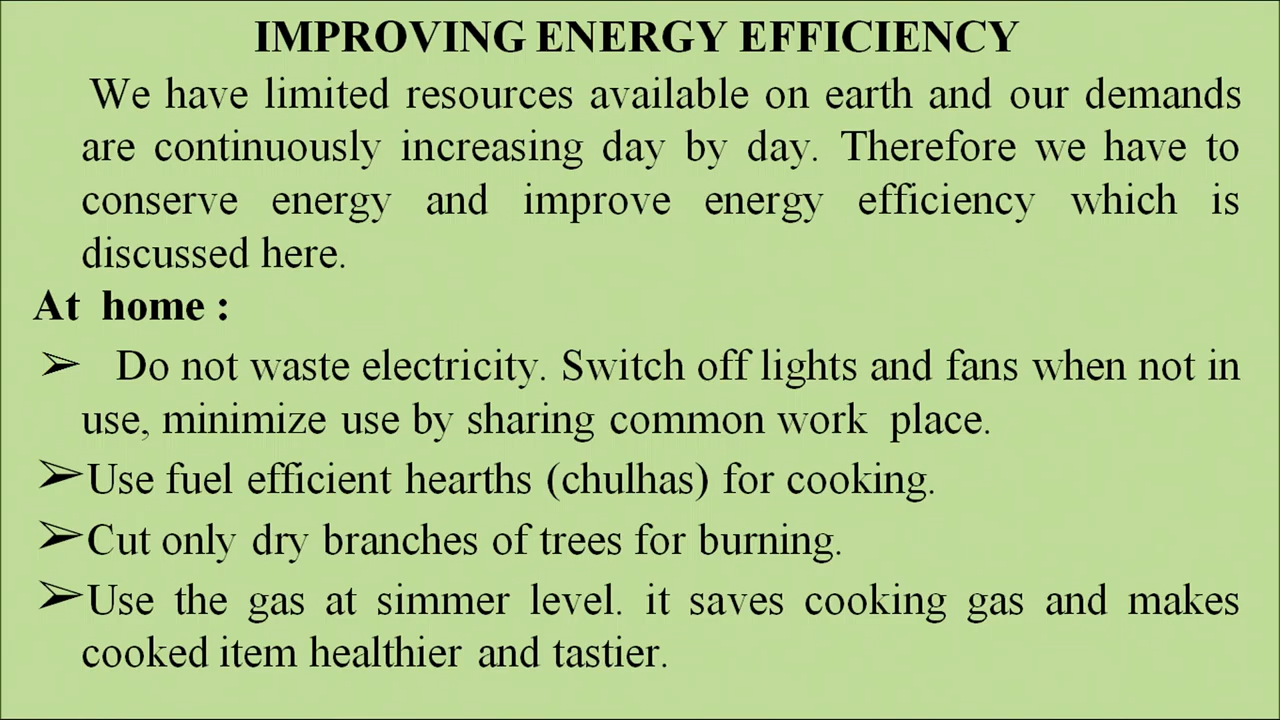 IMPROVING ENERGY EFFICIENCY
We have limited resources available on earth and our demands
are continuously increasing day by day. Therefore we have to
conserve energy and improve energy efficiency which is
discussed here.
At home :
➢ Do not waste electricity. Switch off lights and fans when not in
use, minimize use by sharing common work place.
➢Use fuel efficient hearths (chulhas) for cooking.
➢Cut only dry branches of trees for burning.
➢Use the gas at simmer level. it saves cooking gas and makes
cooked item healthier and tastier.